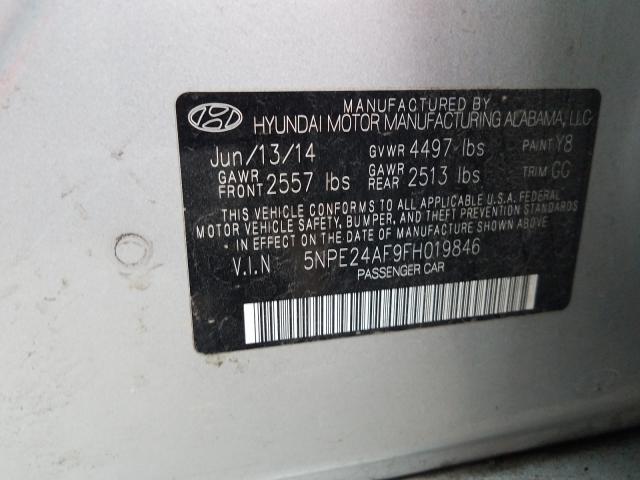 MANUFACTURED BY
HYUNDAI MOTOR MANUFACTURING ALABAMA, LLC
Jun/13/14 GVWR 4497 lbs PAINT Y8
GAWR FRONT 2557 lbs GAWR REAR 2513 lbs TRIM GC
THIS VEHICLE CONFORMS TO ALL APPLICABLE U.S.A. FEDERAL
MOTOR VEHICLE SAFETY, BUMPER, AND THEFT PREVENTION STANDARDS
IN EFFECT ON THE DATE OF MANUFACTURE SHOWN ABOVE.
V.I.N 5NPE24AF9FH019846
PASSENGER CAR